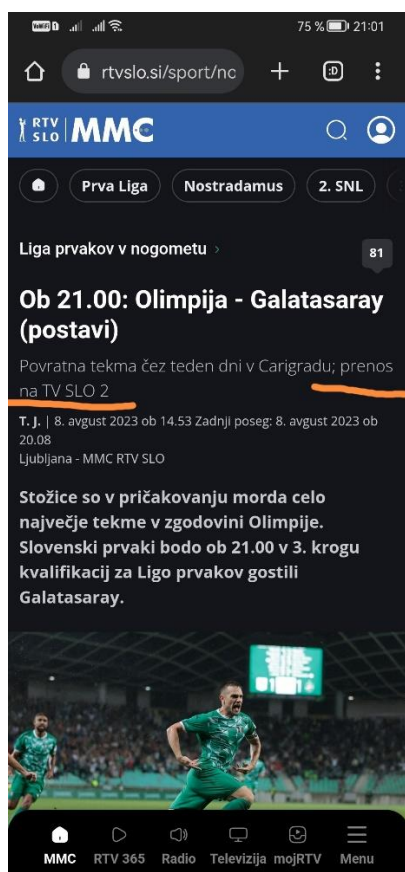 VoWiFi 1 75 % 21:01
rtvslo.si/sport/no :D
RTV
SLO MMC
Prva Liga Nostradamus 2. SNL
Liga prvakov v nogometu › 81
Ob 21.00: Olimpija - Galatasaray
(postavi)
Povratna tekma čez teden dni v Carigradu; prenos
na TV SLO 2
T. J. | 8. avgust 2023 ob 14.53 Zadnji poseg: 8. avgust 2023 ob
20.08
Ljubljana - MMC RTV SLO
Stožice so v pričakovanju morda celo
največje tekme v zgodovini Olimpije.
Slovenski prvaki bodo ob 21.00 v 3. krogu
kvalifikacij za Ligo prvakov gostili
Galatasaray.
MMC RTV 365 Radio Televizija mojRTV Menu